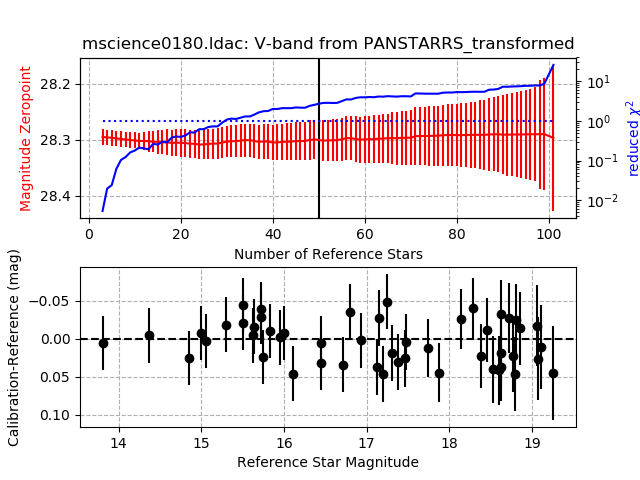 mscience0180.ldac: V-band from PANSTARRS_transformed
Magnitude Zeropoint
28.2
28.3
28.4
10¹
10⁰
10⁻¹
10⁻²
reduced χ²
0 20 40 60 80 100
Number of Reference Stars
Calibration-Reference (mag)
−0.05
0.00
0.05
0.10
14 15 16 17 18 19
Reference Star Magnitude